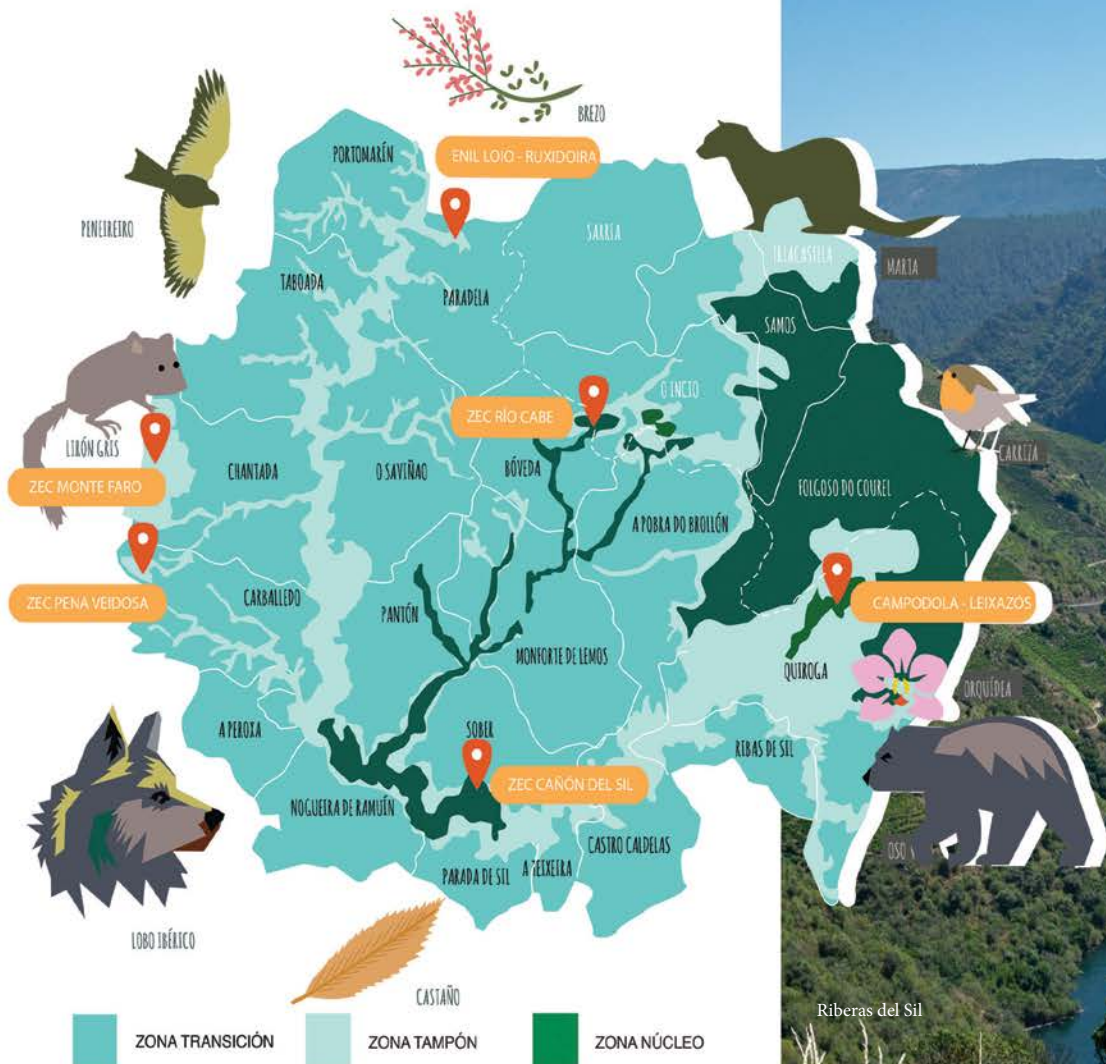 BREZO
PORTOMARÍN
ENIL LOIO - RUXIDOIRA
PENEIREIRO
SARRIA
TRIACASTELA
MARTA
TABOADA
PARADELA
SAMOS
O INCIO
ZEC RÍO CABE
CARRIZA
LIRÓN GRIS
CHANTADA
O SAVIÑAO
BÓVEDA
FOLGOSO DO COUREL
ZEC MONTE FARO
A POBRA DO BROLLÓN
ZEC PENA VEIDOSA
CARBALLEDO
PANTÓN
CAMPODOLA - LEIXAZÓS
MONFORTE DE LEMOS
QUIROGA
ORQUÍDEA
A PEROXA
SOBER
RIBAS DE SIL
ZEC CAÑÓN DEL SIL
NOGUEIRA DE RAMUÍN
CASTRO CALDELAS
OSO
PARADA DE SIL
A TEIXEIRA
LOBO IBÉRICO
CASTAÑO
Riberas del Sil
ZONA TRANSICIÓN
ZONA TAMPÓN
ZONA NÚCLEO